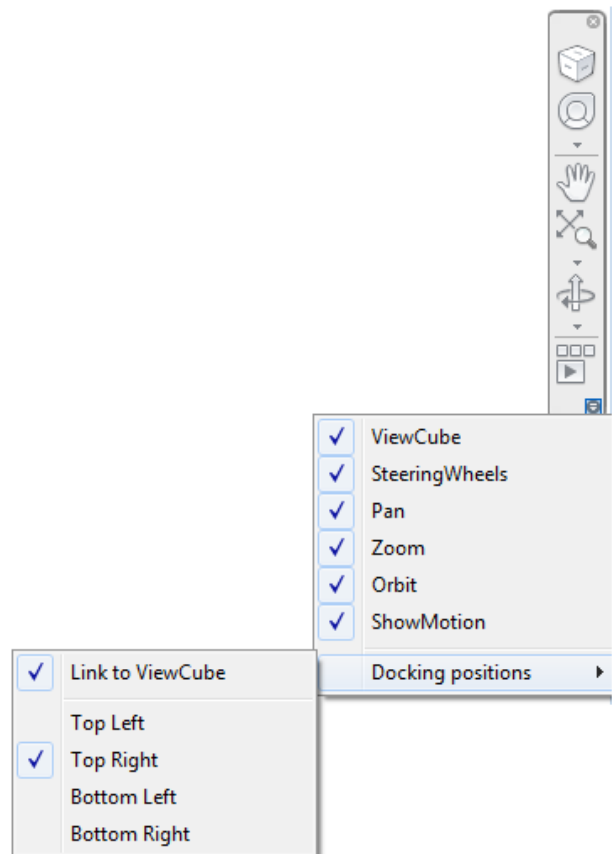 ViewCube
SteeringWheels
Pan
Zoom
Orbit
ShowMotion
Docking positions
Link to ViewCube
Top Left
Top Right
Bottom Left
Bottom Right